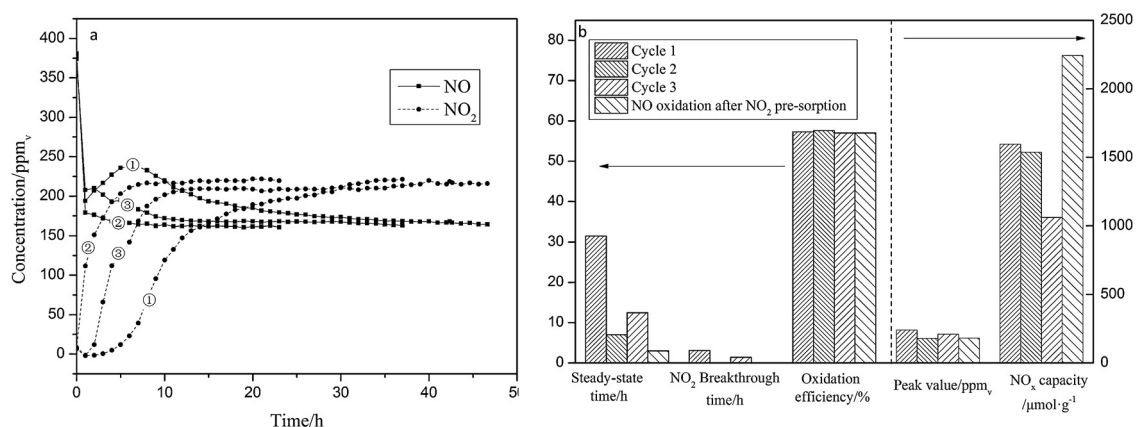 a
400
350
300
250
200
150
100
50
0
Concentration/ppmv
NO
NO2
①
③
②
②
③
①
0
10
20
30
40
50
Time/h
b
80
70
60
50
40
30
20
10
0
Cycle 1
Cycle 2
Cycle 3
NO oxidation after NO2 pre-sorption
2500
2000
1500
1000
500
0
Steady-state
time/h
NO2 Breakthrough
time/h
Oxidation
efficiency/%
Peak value/ppmv
NOx capacity
/μmol·g-1